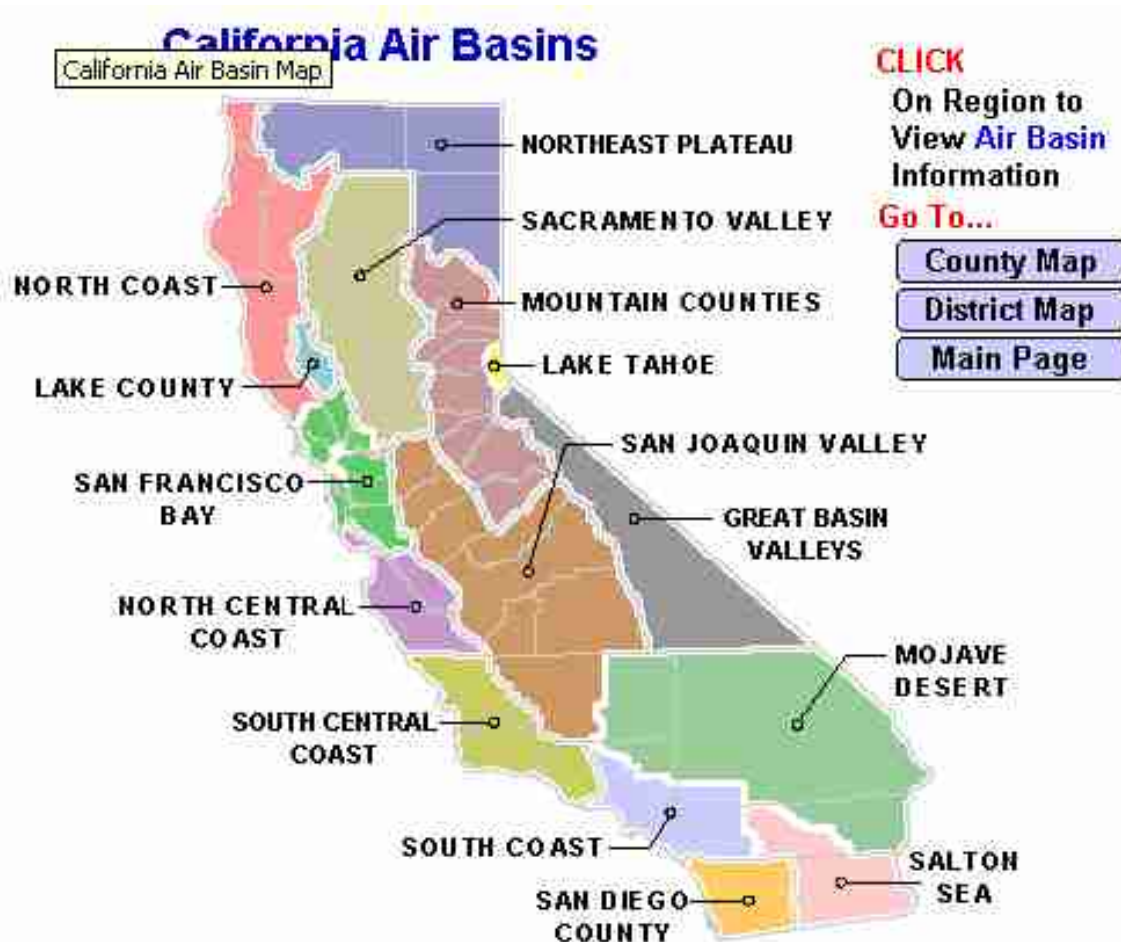 California Air Basins
California Air Basin Map
CLICK
On Region to
View Air Basin
Information
Go To...
County Map
District Map
Main Page
NORTHEAST PLATEAU
SACRAMENTO VALLEY
NORTH COAST
MOUNTAIN COUNTIES
LAKE TAHOE
LAKE COUNTY
SAN JOAQUIN VALLEY
SAN FRANCISCO
BAY
GREAT BASIN
VALLEYS
NORTH CENTRAL
COAST
MOJAVE
DESERT
SOUTH CENTRAL
COAST
SOUTH COAST
SALTON
SEA
SAN DIEGO
COUNTY